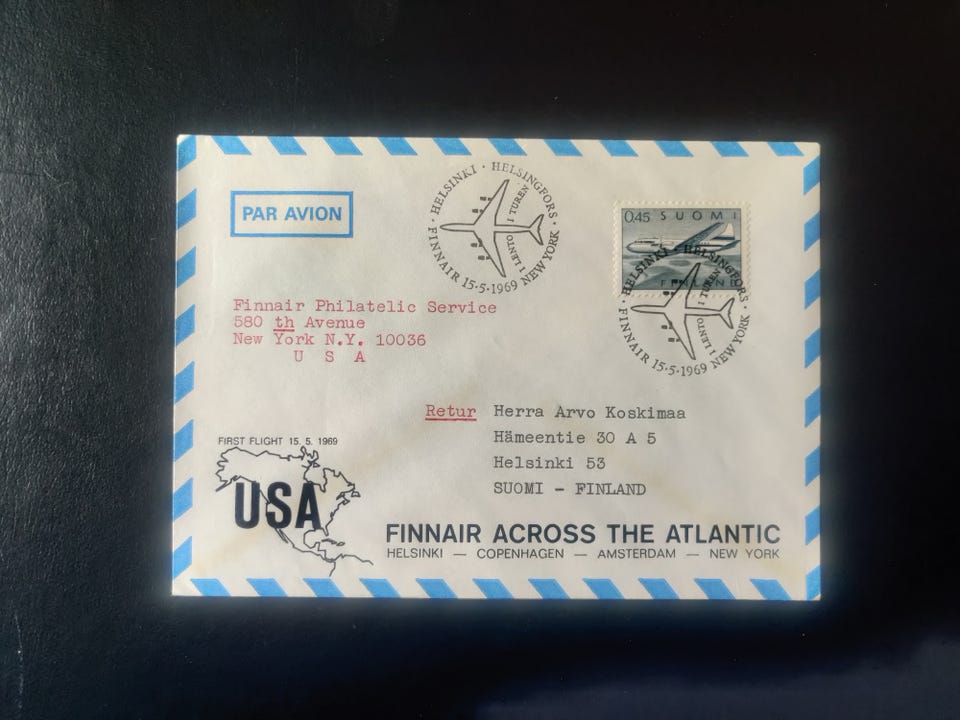 PAR AVION
HELSINKI · HELSINGFORS ·
I LENTO I TUREN
FINNAIR 15·5·1969 NEW YORK
0.45 SUOMI
FINLAND
HELSINKI · HELSINGFORS ·
I LENTO I TUREN
FINNAIR 15·5·1969 NEW YORK
Finnair Philatelic Service
580 th Avenue
New York N.Y. 10036
U S A
Retur Herra Arvo Koskimaa
Hämeentie 30 A 5
Helsinki 53
SUOMI - FINLAND
FIRST FLIGHT 15. 5. 1969
USA
FINNAIR ACROSS THE ATLANTIC
HELSINKI — COPENHAGEN — AMSTERDAM — NEW YORK